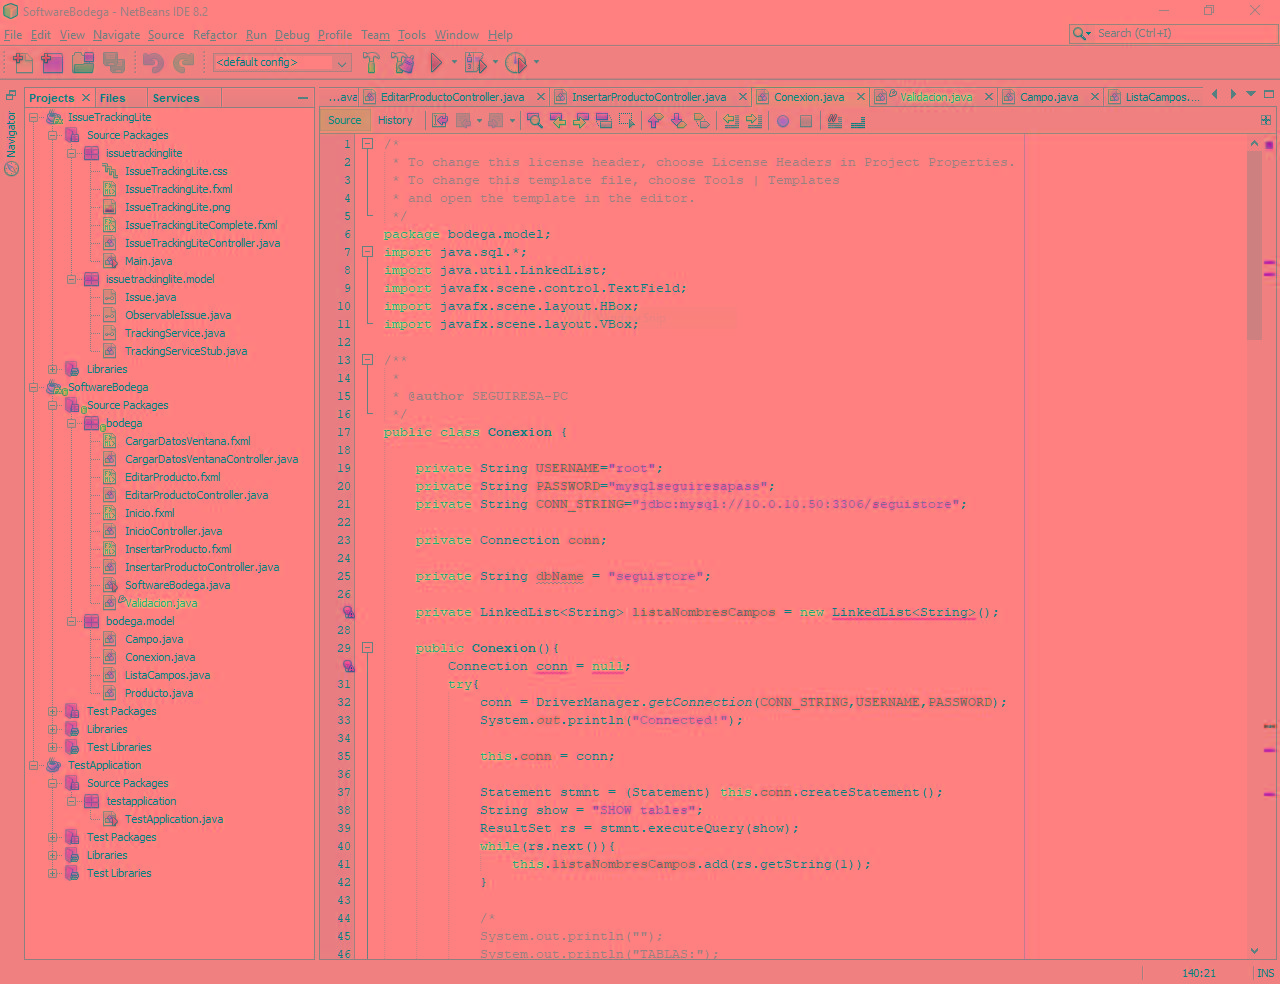 SoftwareBodega - NetBeans IDE 8.2
File Edit View Navigate Source Refactor Run Debug Profile Team Tools Window Help
Search (Ctrl+I)
<default config>
Projects Files Services
Navigator
IssueTrackingLite
Source Packages
issuetrackinglite
IssueTrackingLite.css
IssueTrackingLite.fxml
IssueTrackingLite.png
IssueTrackingLiteComplete.fxml
IssueTrackingLiteController.java
Main.java
issuetrackinglite.model
Issue.java
ObservableIssue.java
TrackingService.java
TrackingServiceStub.java
Libraries
SoftwareBodega
Source Packages
bodega
CargarDatosVentana.fxml
CargarDatosVentanaController.java
EditarProducto.fxml
EditarProductoController.java
Inicio.fxml
InicioController.java
InsertarProducto.fxml
InsertarProductoController.java
SoftwareBodega.java
Validacion.java
bodega.model
Campo.java
Conexion.java
ListaCampos.java
Producto.java
Test Packages
Libraries
Test Libraries
TestApplication
Source Packages
testapplication
TestApplication.java
Test Packages
Libraries
Test Libraries
...ava EditarProductoController.java InsertarProductoController.java Conexion.java Validacion.java Campo.java ListaCampos....
Source History
1 /*
2 * To change this license header, choose License Headers in Project Properties.
3 * To change this template file, choose Tools | Templates
4 * and open the template in the editor.
5 */
6 package bodega.model;
7 import java.sql.*;
8 import java.util.LinkedList;
9 import javafx.scene.control.TextField;
10 import javafx.scene.layout.HBox;
11 import javafx.scene.layout.VBox;
12
13 /**
14 *
15 * @author SEGUIRESA-PC
16 */
17 public class Conexion {
18
19 private String USERNAME="root";
20 private String PASSWORD="mysqlseguiresapass";
21 private String CONN_STRING="jdbc:mysql://10.0.10.50:3306/seguistore";
22
23 private Connection conn;
24
25 private String dbName = "seguistore";
26
private LinkedList<String> listaNombresCampos = new LinkedList<String>();
28
29 public Conexion(){
Connection conn = null;
31 try{
32 conn = DriverManager.getConnection(CONN_STRING,USERNAME,PASSWORD);
33 System.out.println("Connected!");
34
35 this.conn = conn;
36
37 Statement stmnt = (Statement) this.conn.createStatement();
38 String show = "SHOW tables";
39 ResultSet rs = stmnt.executeQuery(show);
40 while(rs.next()){
41 this.listaNombresCampos.add(rs.getString(1));
42 }
43
44 /*
45 System.out.println("");
46 System.out.println("TABLAS:");
140:21 INS